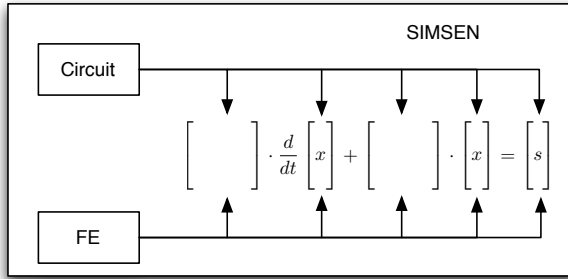 SIMSEN
Circuit
[ ] · d/dt [x] + [ ] · [x] = [s]
FE